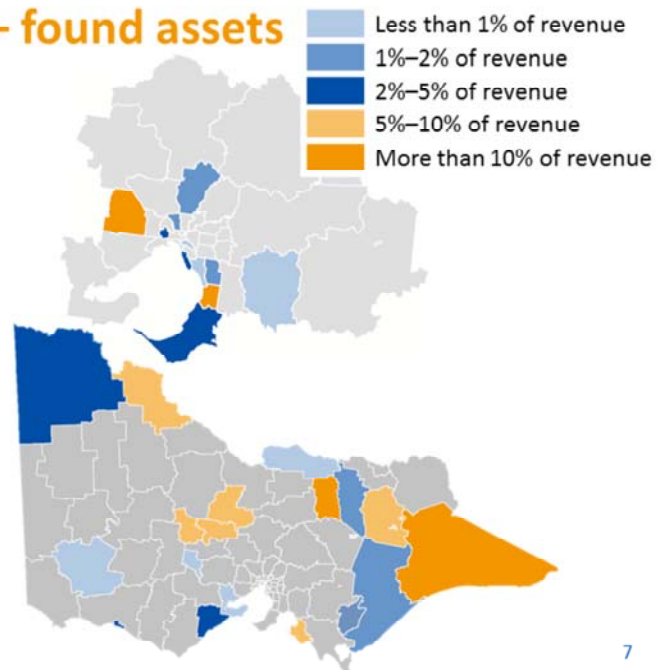 – found assets
Less than 1% of revenue
1%–2% of revenue
2%–5% of revenue
5%–10% of revenue
More than 10% of revenue
7